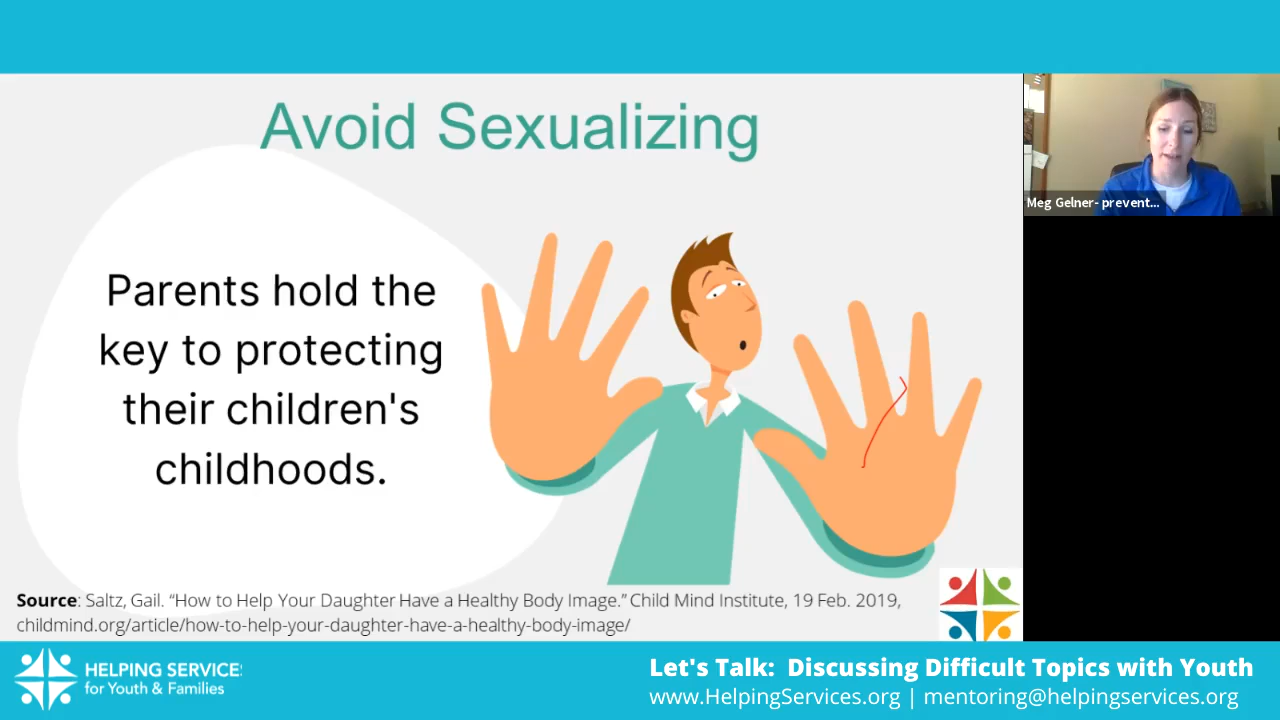 Avoid Sexualizing
Parents hold the
key to protecting
their children's
childhoods.
Source: Saltz, Gail. “How to Help Your Daughter Have a Healthy Body Image.” Child Mind Institute, 19 Feb. 2019,
childmind.org/article/how-to-help-your-daughter-have-a-healthy-body-image/
Meg Gelner- prevent...
HELPING SERVICE
for Youth & Families
Let's Talk: Discussing Difficult Topics with Youth
www.HelpingServices.org | mentoring@helpingservices.org